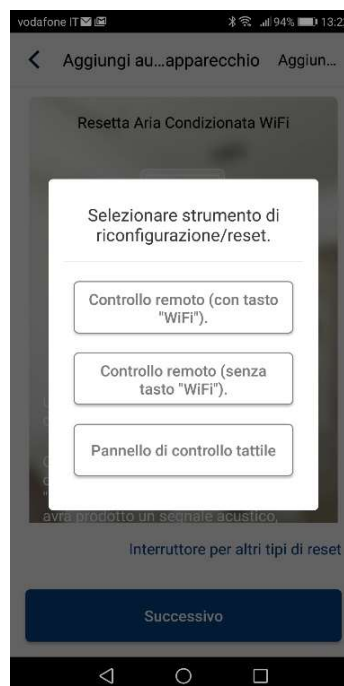 vodafone IT 94% 13:2
Aggiungi au...apparecchio Aggiun...
Resetta Aria Condizionata WiFi
Selezionare strumento di
riconfigurazione/reset.
Controllo remoto (con tasto
"WiFi").
Controllo remoto (senza
tasto "WiFi").
Pannello di controllo tattile
avrà prodotto un segnale acustico,
Interruttore per altri tipi di reset
Successivo